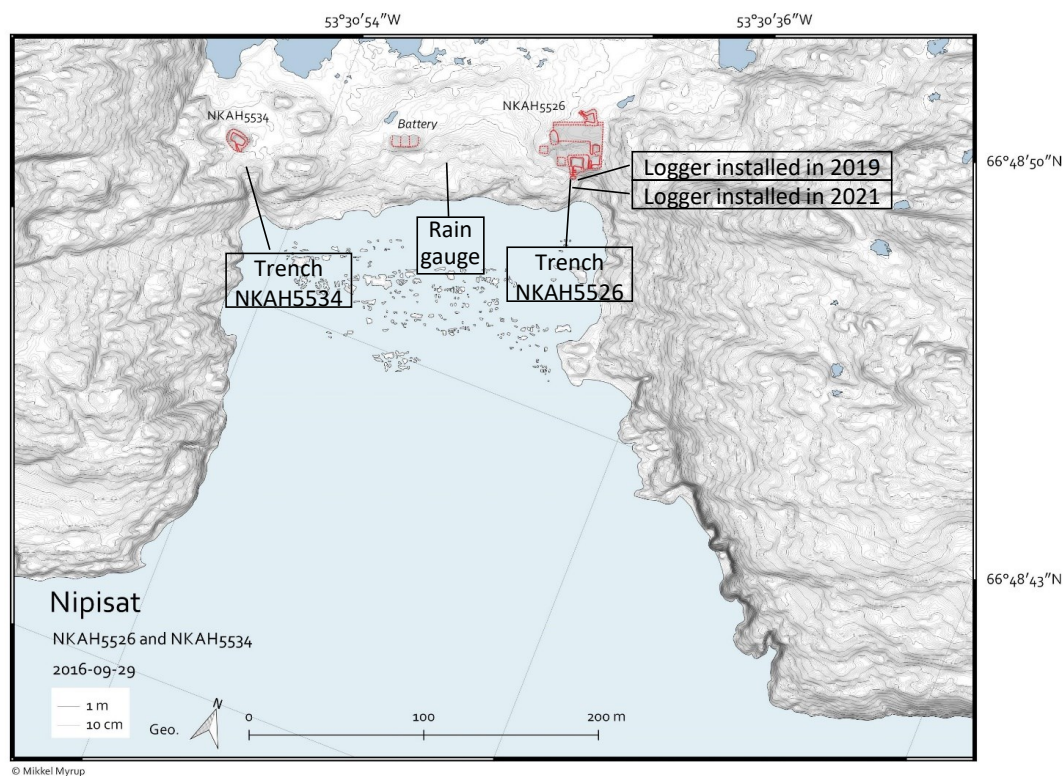 53°30'54"W
53°30'36"W
NKAH5534
Battery
NKAH5526
66°48'50"N
Logger installed in 2019
Logger installed in 2021
Rain
gauge
Trench
NKAH5534
Trench
NKAH5526
66°48'43"N
Nipisat
NKAH5526 and NKAH5534
2016-09-29
1 m
10 cm
Geo.
N
0
100
200 m
© Mikkel Myrup